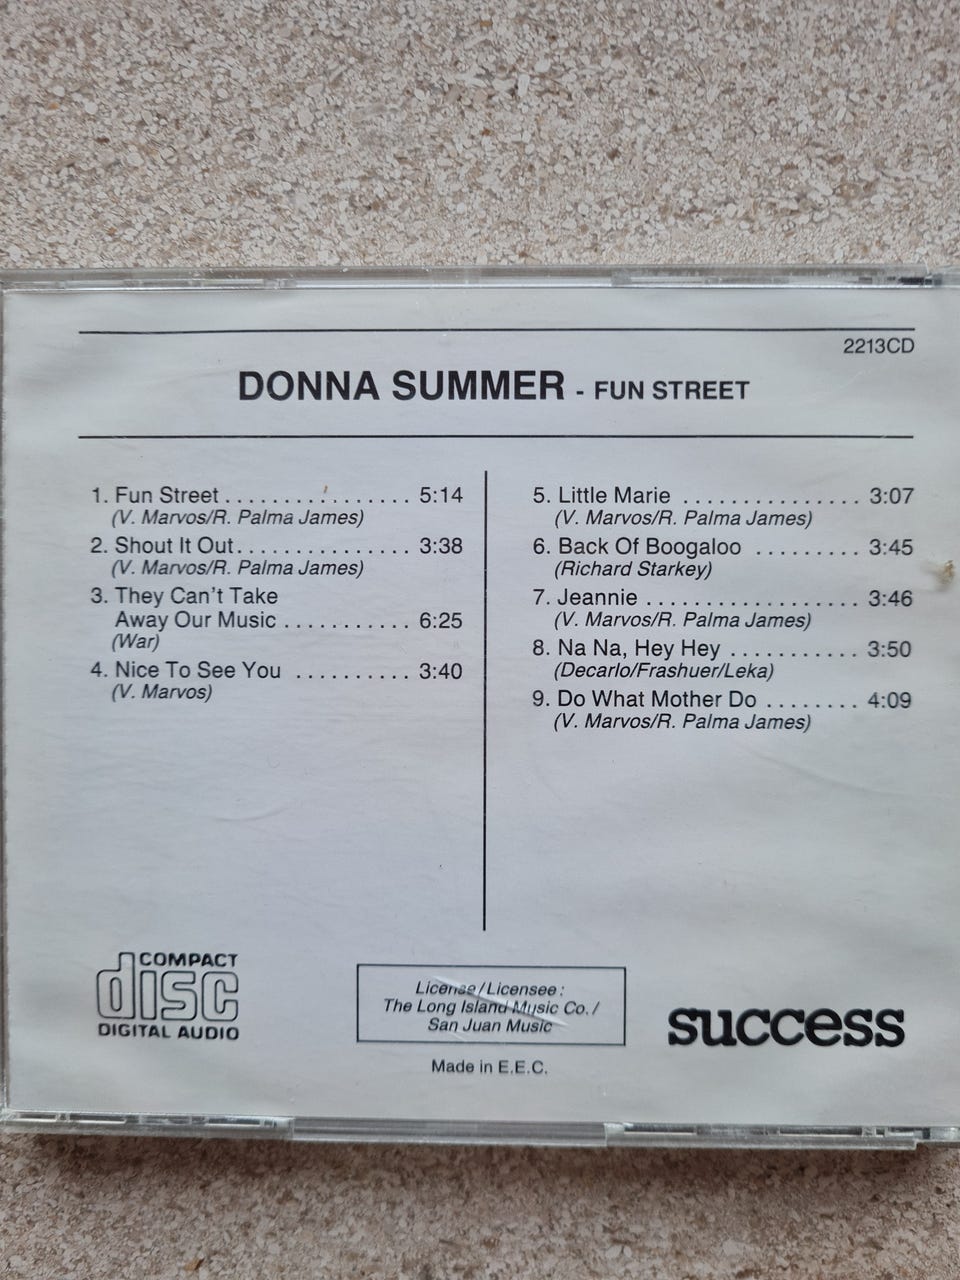 2213CD
DONNA SUMMER - FUN STREET
1. Fun Street ................ 5:14
(V. Marvos/R. Palma James)
2. Shout It Out ............... 3:38
(V. Marvos/R. Palma James)
3. They Can't Take
Away Our Music ........... 6:25
(War)
4. Nice To See You .......... 3:40
(V. Marvos)
5. Little Marie ............... 3:07
(V. Marvos/R. Palma James)
6. Back Of Boogaloo ......... 3:45
(Richard Starkey)
7. Jeannie .................. 3:46
(V. Marvos/R. Palma James)
8. Na Na, Hey Hey ........... 3:50
(Decarlo/Frashuer/Leka)
9. Do What Mother Do ........ 4:09
(V. Marvos/R. Palma James)
COMPACT
disc
DIGITAL AUDIO
License/Licensee:
The Long Island Music Co./
San Juan Music
Made in E.E.C.
success